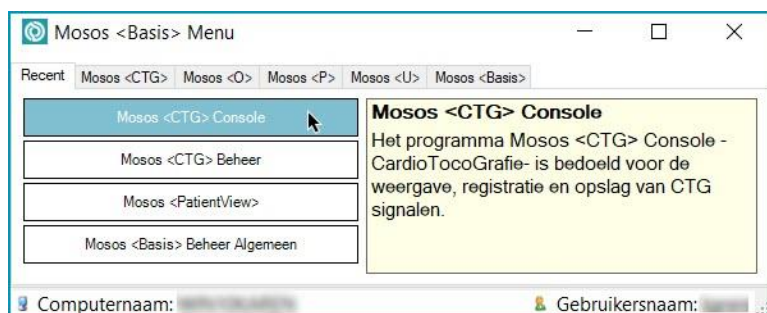 Mosos <Basis> Menu
Recent Mosos <CTG> Mosos <O> Mosos <P> Mosos <U> Mosos <Basis>
Mosos <CTG> Console
Mosos <CTG> Beheer
Mosos <PatientView>
Mosos <Basis> Beheer Algemeen
Mosos <CTG> Console
Het programma Mosos <CTG> Console -
CardioTocoGrafie- is bedoeld voor de
weergave, registratie en opslag van CTG
signalen.
Computernaam:
Gebruikersnaam: